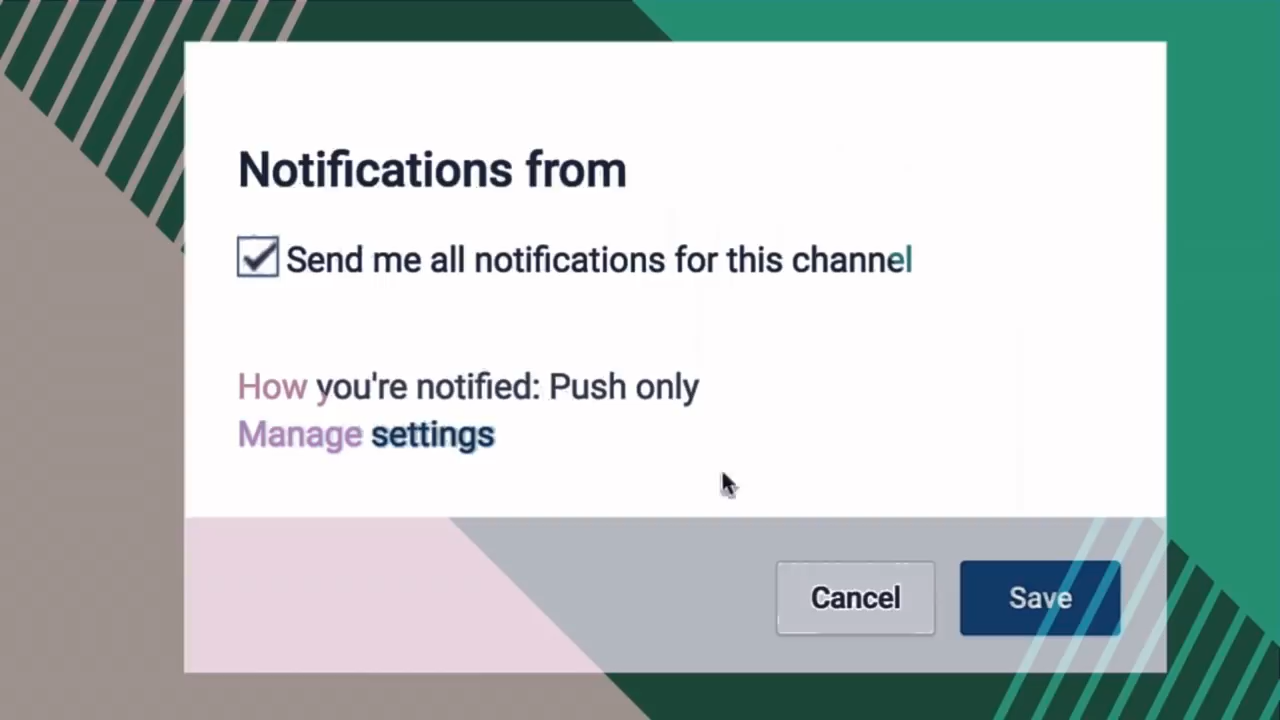 Notifications from
Send me all notifications for this channel
How you're notified: Push only
Manage settings
Cancel
Save